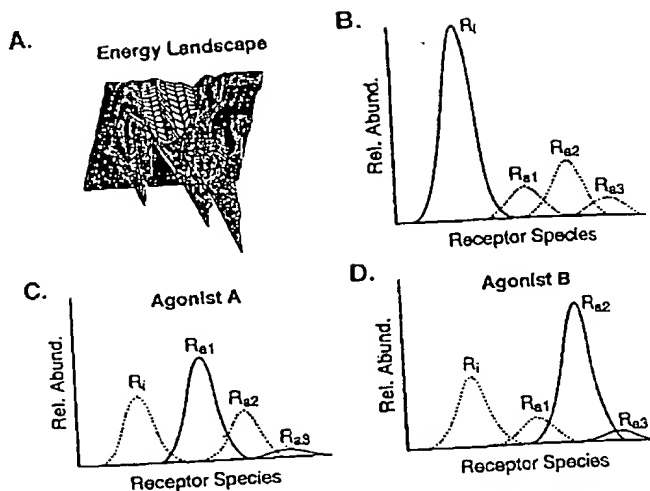 A.
Energy Landscape
B.
Rel. Abund.
Ri
Ra1
Ra2
Ra3
Receptor Species
C.
Agonist A
Rel. Abund.
Ri
Ra1
Ra2
Ra3
Receptor Species
D.
Agonist B
Rel. Abund.
Ri
Ra1
Ra2
Ra3
Receptor Species